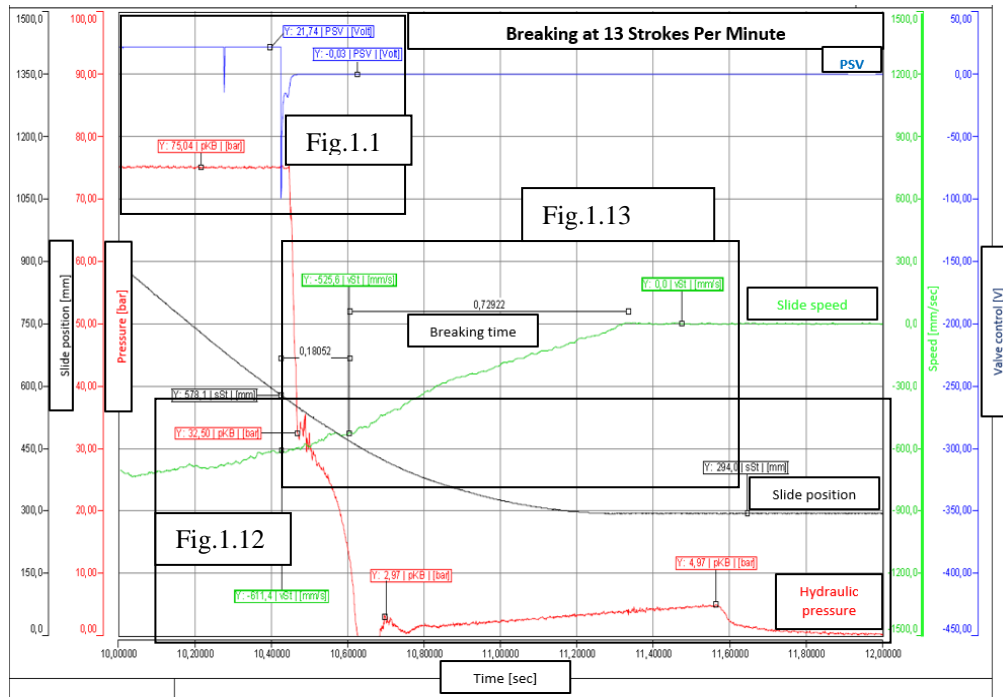 Breaking at 13 Strokes Per Minute
PSV
Y: 21,74 | PSV | [Volt]
Y: -0,03 | PSV | [Volt]
Fig.1.1
Y: 75,04 | pKB | [bar]
Fig.1.13
Y: -525,8 | vSt | [mm/s]
0,72922
Y: 0,0 | vSt | [mm/s]
Slide speed
Breaking time
0,18052
Y: 578,1 | sSt | [mm]
Y: 32,50 | pKB | [bar]
Y: 294,0 | sSt | [mm]
Slide position
Fig.1.12
Y: 2,97 | pKB | [bar]
Y: 4,97 | pKB | [bar]
Y: -611,4 | vSt | [mm/s]
Hydraulic
pressure
Slide position [mm]
1500,0
1350,0
1200,0
1050,0
900,0
750,0
600,0
450,0
300,0
150,0
0,0
Pressure [bar]
100,00
90,00
80,00
70,00
60,00
50,00
40,00
30,00
20,00
10,00
0,00
Speed [mm/sec]
1500,0
1200,0
900,0
600,0
300,0
0,0
-300,0
-600,0
-900,0
-1200,0
1500,0
Valve control [V]
50,00
0,00
-50,00
-100,00
-150,00
-200,00
-250,00
-300,00
-350,00
-400,00
-450,00
10,00000
10,20000
10,40000
10,60000
10,80000
11,00000
11,20000
11,40000
11,60000
11,80000
12,00000
Time [sec]